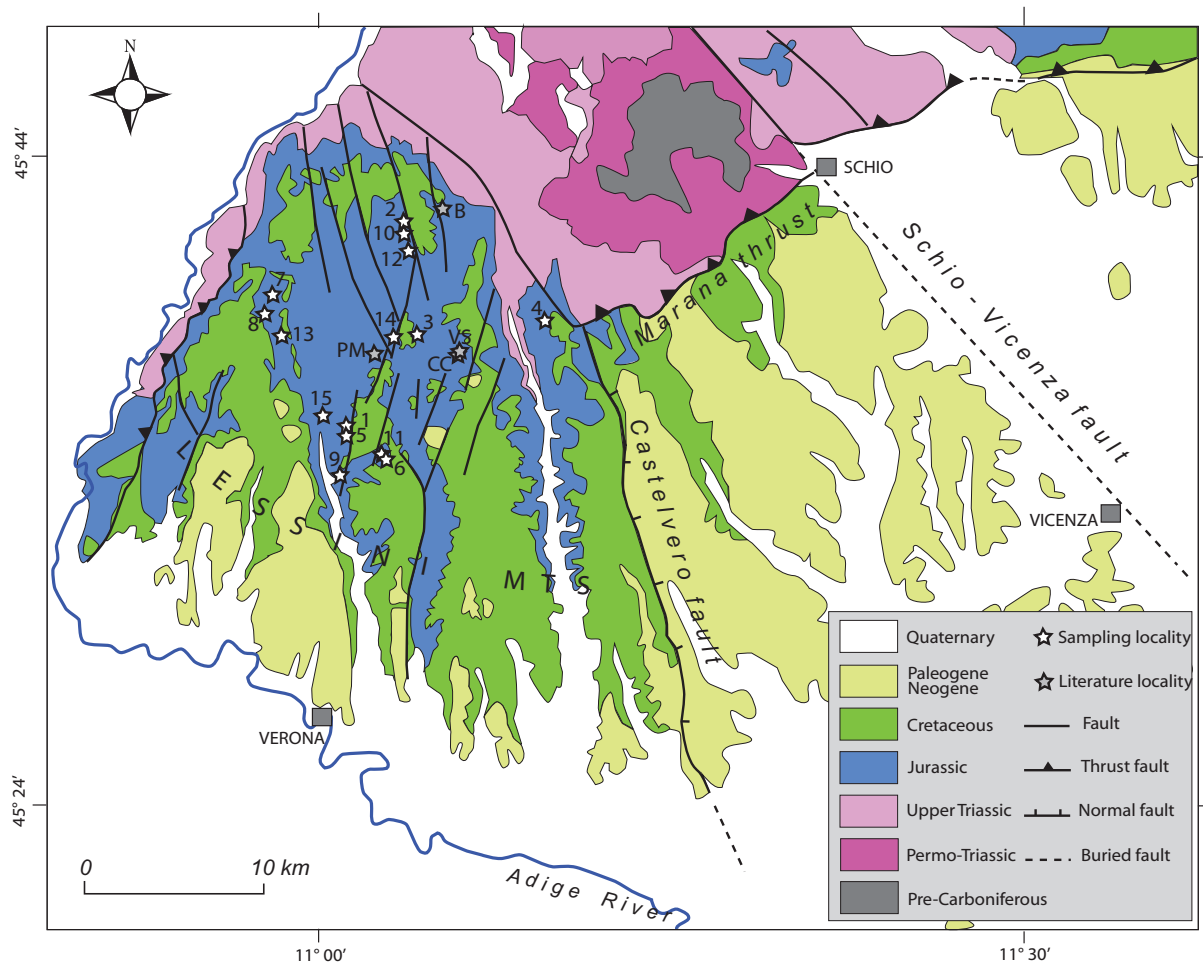 N
45° 44′
SCHIO
2
B
10
12
Schio - Vicenza fault
Marana thrust
7
8
13
14
3
4
PM
VS
CC
15
1
5
11
6
9
Castelvero fault
VICENZA
LESSINI MTS
VERONA
45° 24′
0 10 km
Adige River
Quaternary
Paleogene
Neogene
Cretaceous
Jurassic
Upper Triassic
Permo-Triassic
Pre-Carboniferous
Sampling locality
Literature locality
Fault
Thrust fault
Normal fault
Buried fault
11° 00′
11° 30′